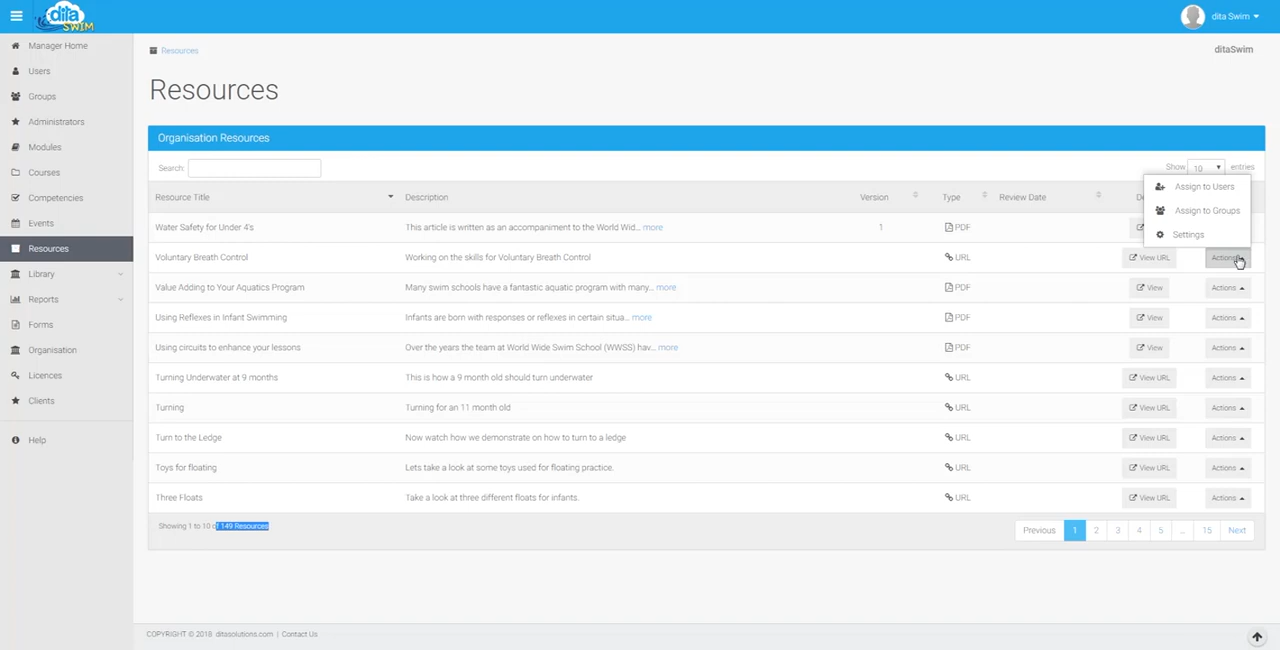 dita
SWIM
dita Swim
Manager Home
Users
Groups
Administrators
Modules
Courses
Competencies
Events
Resources
Library
Reports
Forms
Organisation
Licences
Clients
Help
Resources
ditaSwim
Resources
Organisation Resources
Search:
Show 10 entries
Resource Title Description Version Type Review Date
Assign to Users
Assign to Groups
Settings
Water Safety for Under 4's This article is written as an accompaniment to the World Wid... more 1 PDF
Voluntary Breath Control Working on the skills for Voluntary Breath Control URL View URL Actions
Value Adding to Your Aquatics Program Many swim schools have a fantastic aquatic program with many... more PDF View Actions
Using Reflexes in Infant Swimming Infants are born with responses or reflexes in certain situa... more PDF View Actions
Using circuits to enhance your lessons Over the years the team at World Wide Swim School (WWSS) hav... more PDF View Actions
Turning Underwater at 9 months This is how a 9 month old should turn underwater URL View URL Actions
Turning Turning for an 11 month old URL View URL Actions
Turn to the Ledge Now watch how we demonstrate on how to turn to a ledge URL View URL Actions
Toys for floating Lets take a look at some toys used for floating practice. URL View URL Actions
Three Floats Take a look at three different floats for infants. URL View URL Actions
Showing 1 to 10 of 149 Resources
Previous 1 2 3 4 5 ... 15 Next
COPYRIGHT © 2018 ditasolutions.com | Contact Us